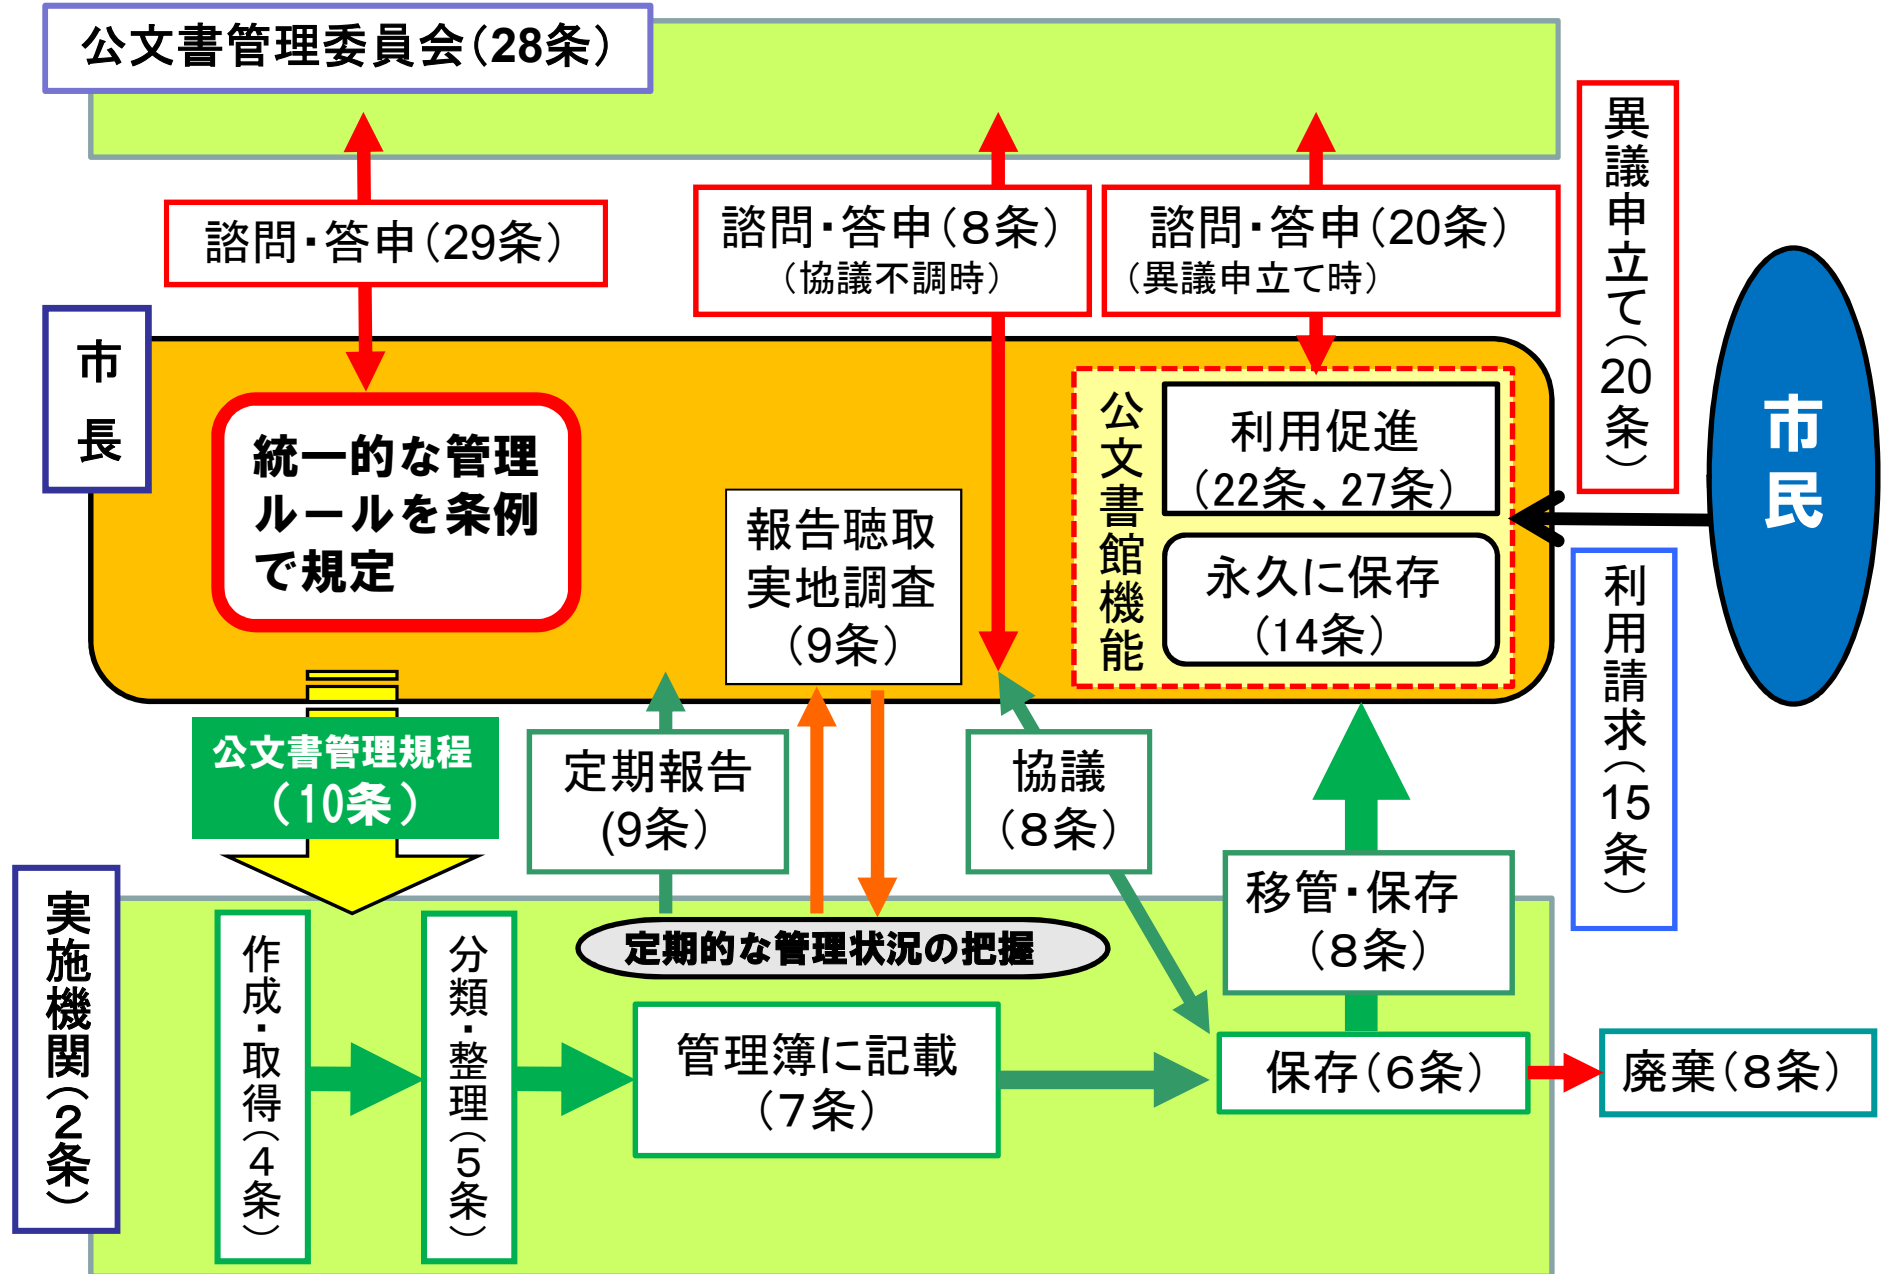 公文書管理委員会（28条）
諮問・答申（29条）
諮問・答申（８条）
（協議不調時）
諮問・答申（20条）
（異議申立て時）
異議申立て（20条）
市長
統一的な管理
ルールを条例
で規定
報告聴取
実地調査
（9条）
公文書館機能
利用促進
（22条、27条）
永久に保存
（14条）
市民
利用請求（15条）
公文書管理規程
（10条）
定期報告
(9条）
協議
（８条）
移管・保存
（８条）
実施機関（２条）
定期的な管理状況の把握
作成・取得（４条）
分類・整理（５条）
管理簿に記載
（７条）
保存（６条）
廃棄（８条）